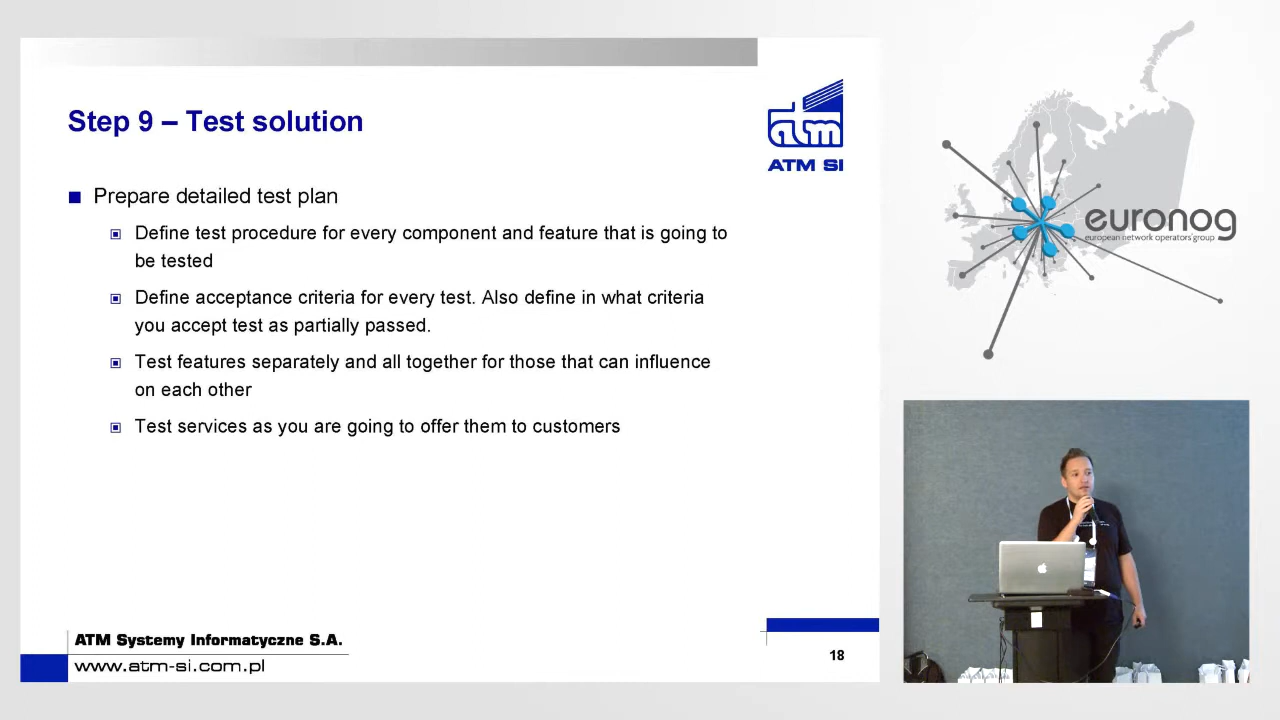 Step 9 – Test solution
atm
ATM SI
Prepare detailed test plan
Define test procedure for every component and feature that is going to
be tested
Define acceptance criteria for every test. Also define in what criteria
you accept test as partially passed.
Test features separately and all together for those that can influence
on each other
Test services as you are going to offer them to customers
ATM Systemy Informatyczne S.A.
www.atm-si.com.pl
18
euronog
european network operators' group